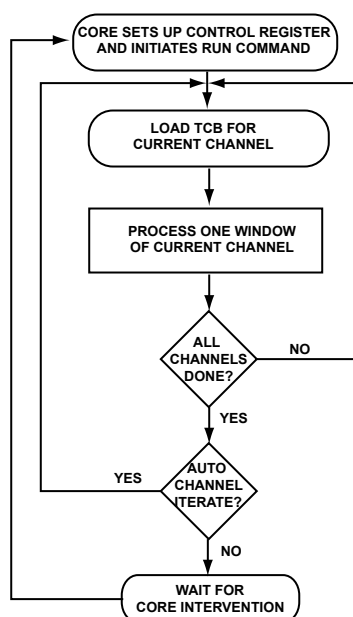 CORE SETS UP CONTROL REGISTER
AND INITIATES RUN COMMAND
LOAD TCB FOR
CURRENT CHANNEL
PROCESS ONE WINDOW
OF CURRENT CHANNEL
ALL
CHANNELS
DONE?
NO
YES
AUTO
CHANNEL
ITERATE?
YES
NO
WAIT FOR
CORE INTERVENTION